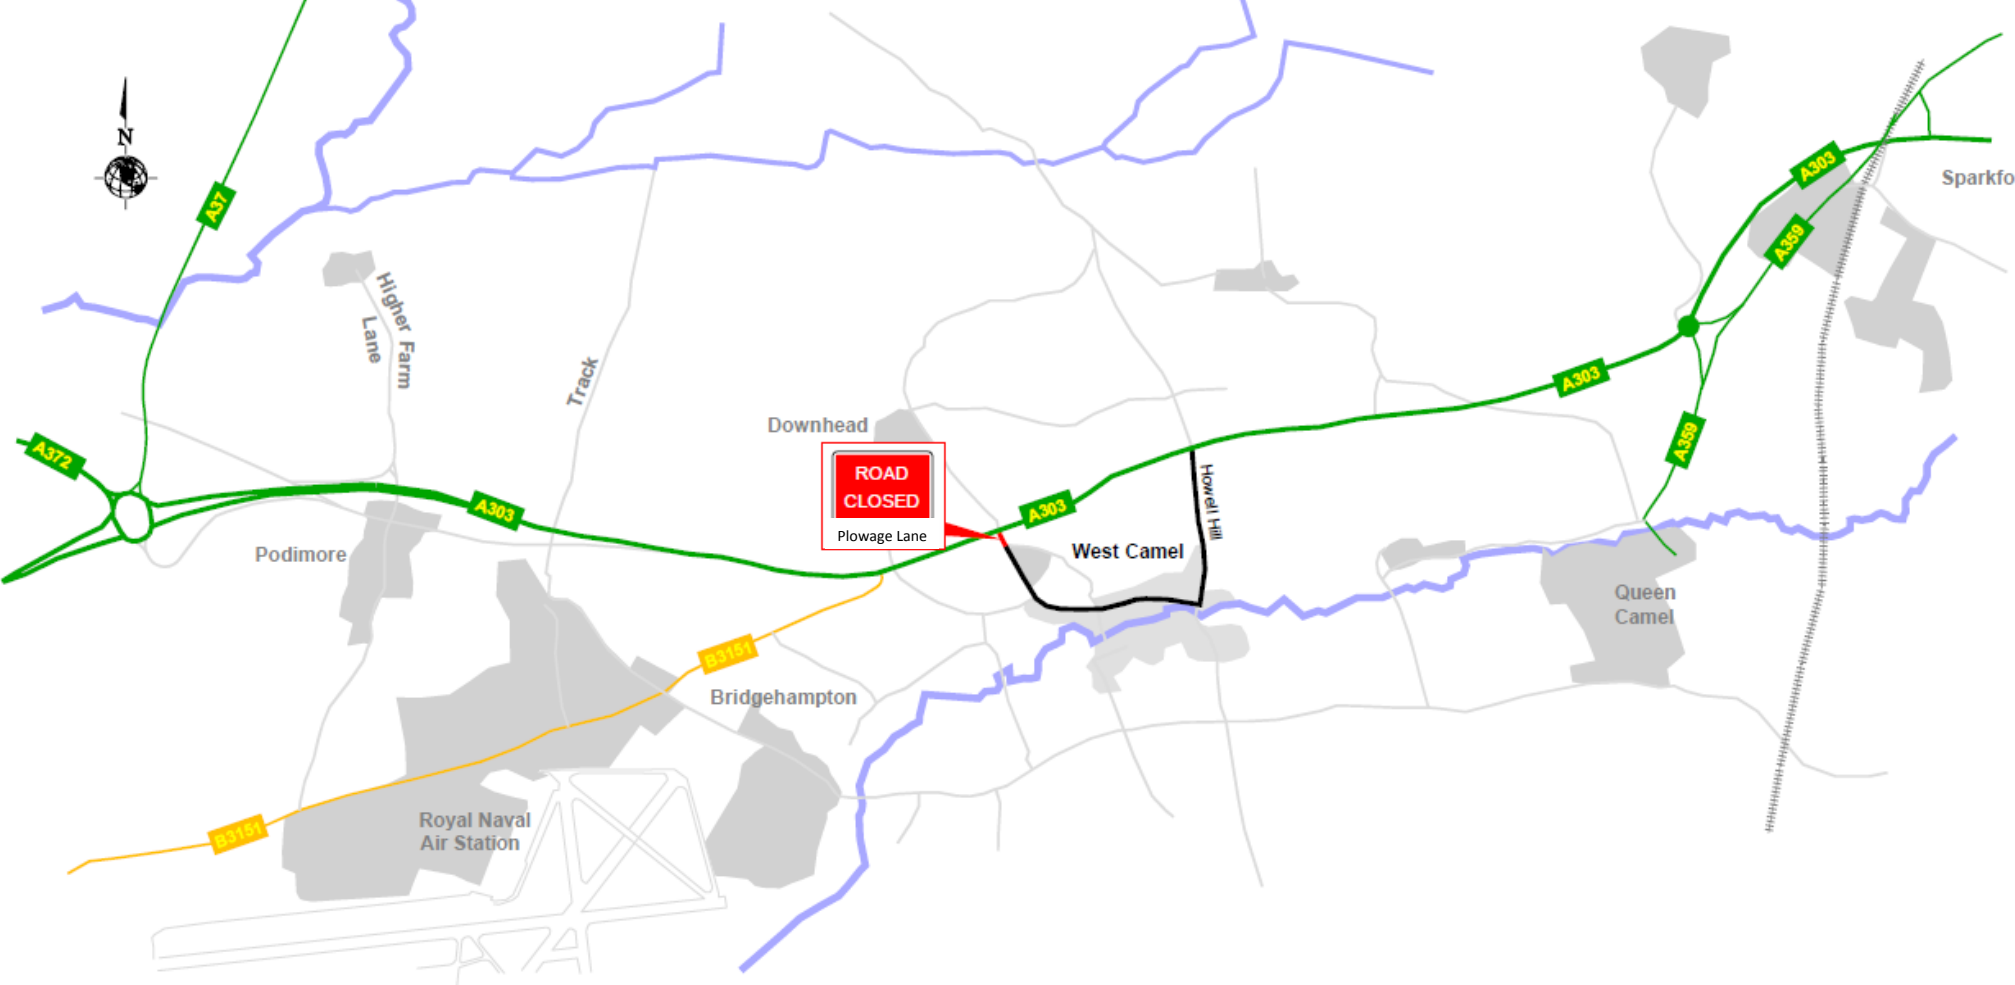 N
A37
A303
Sparkfo
A359
Higher Farm
Lane
Track
A303
Downhead
A372
ROAD
CLOSED
Plowage Lane
A303
A303
A359
Howell Hill
West Camel
Podimore
Queen
Camel
B3151
Bridgehampton
Royal Naval
Air Station
B3151